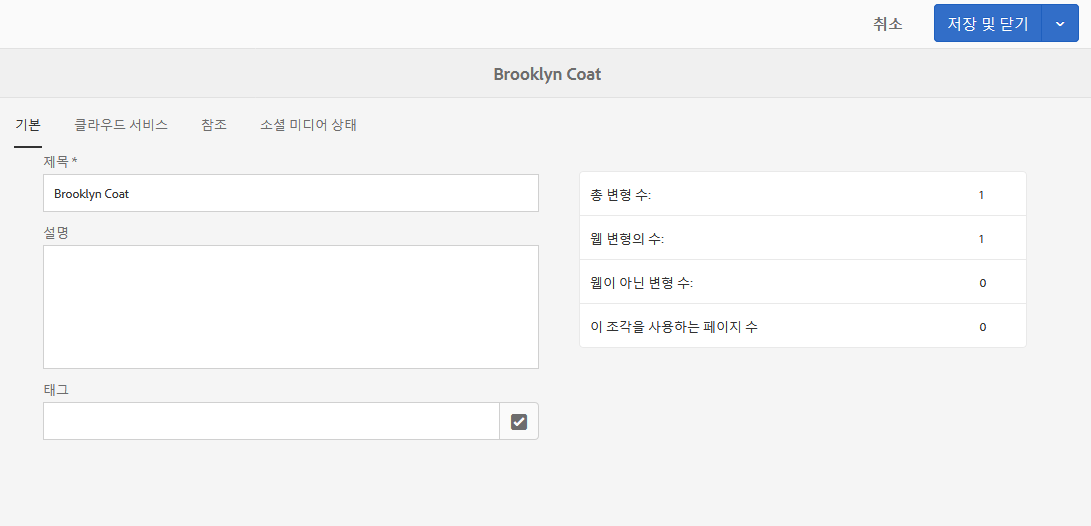 취소
저장 및 닫기
Brooklyn Coat
기본 클라우드 서비스 참조 소셜 미디어 상태
제목 *
Brooklyn Coat
설명
태그
총 변형 수: 1
웹 변형의 수: 1
웹이 아닌 변형 수: 0
이 조각을 사용하는 페이지 수 0